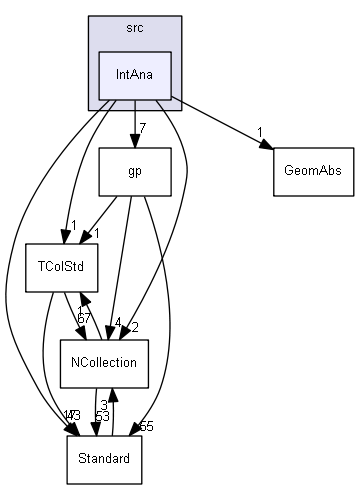 src
IntAna
7
1
gp
GeomAbs
1
1
TColStd
1
67
4
2
NCollection
3
53
55
Standard